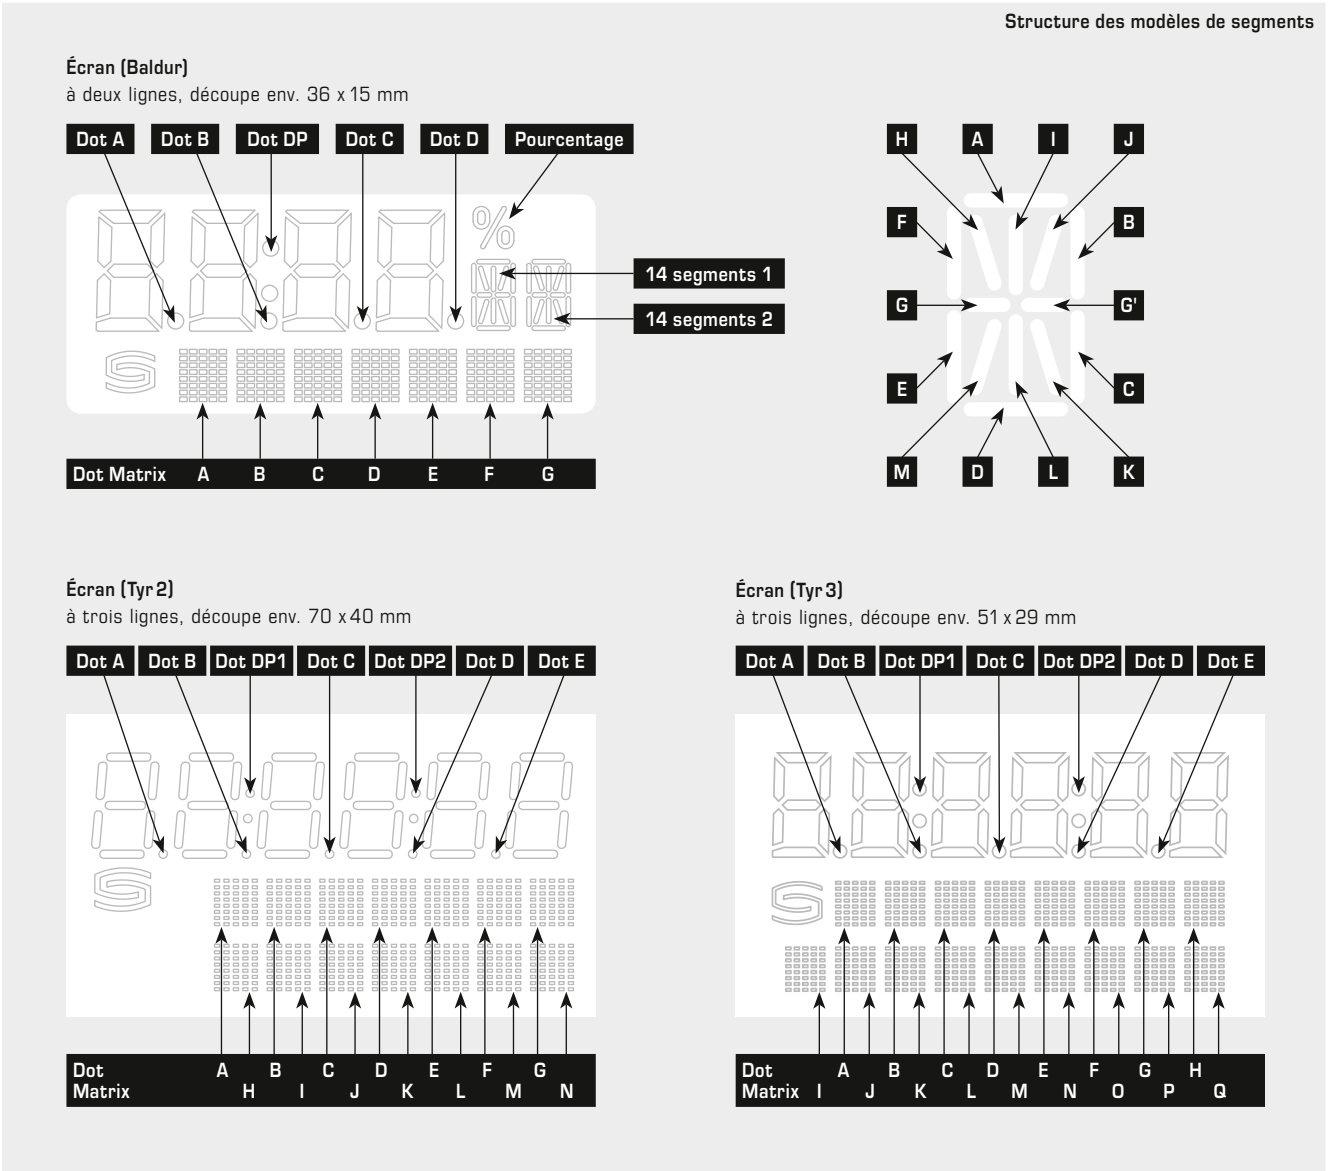 Structure des modèles de segments
Écran (Baldur)
à deux lignes, découpe env. 36 x 15 mm
Dot A Dot B Dot DP Dot C Dot D Pourcentage
%
14 segments 1
14 segments 2
S
Dot Matrix A B C D E F G
H A I J
F B
G G'
E C
M D L K
Écran (Tyr 2)
à trois lignes, découpe env. 70 x 40 mm
Dot A Dot B Dot DP1 Dot C Dot DP2 Dot D Dot E
S
Dot A B C D E F G
Matrix H I J K L M N
Écran (Tyr 3)
à trois lignes, découpe env. 51 x 29 mm
Dot A Dot B Dot DP1 Dot C Dot DP2 Dot D Dot E
S
Dot A B C D E F G H
Matrix I J K L M N O P Q